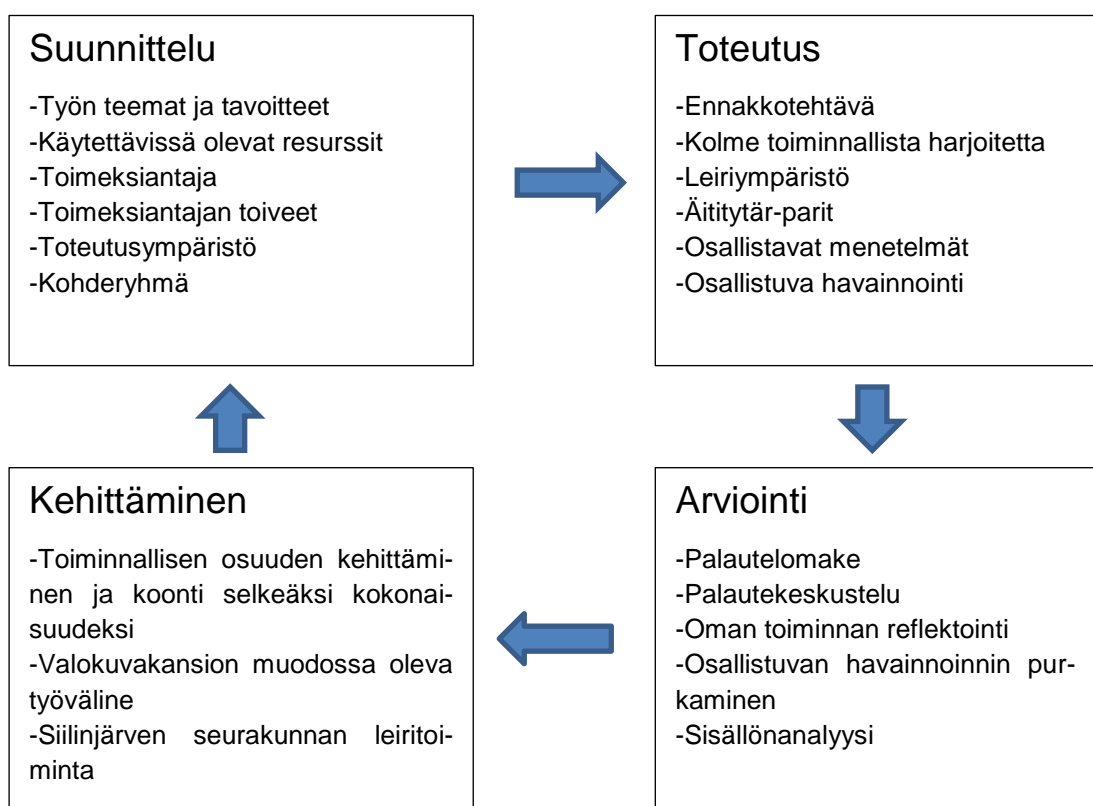 Suunnittelu
-Työn teemat ja tavoitteet
-Käytettävissä olevat resurssit
-Toimeksiantaja
-Toimeksiantajan toiveet
-Toteutusympäristö
-Kohderyhmä
Toteutus
-Ennakkotehtävä
-Kolme toiminnallista harjoitetta
-Leiriympäristö
-Äititytär-parit
-Osallistavat menetelmät
-Osallistuva havainnointi
Kehittäminen
-Toiminnallisen osuuden kehittämi-
nen ja koonti selkeäksi kokonai-
suudeksi
-Valokuvakansion muodossa oleva
työväline
-Siilinjärven seurakunnan leiritoi-
minta
Arviointi
-Palautelomake
-Palautekeskustelu
-Oman toiminnan reflektointi
-Osallistuvan havainnoinnin pur-
kaminen
-Sisällönanalyysi